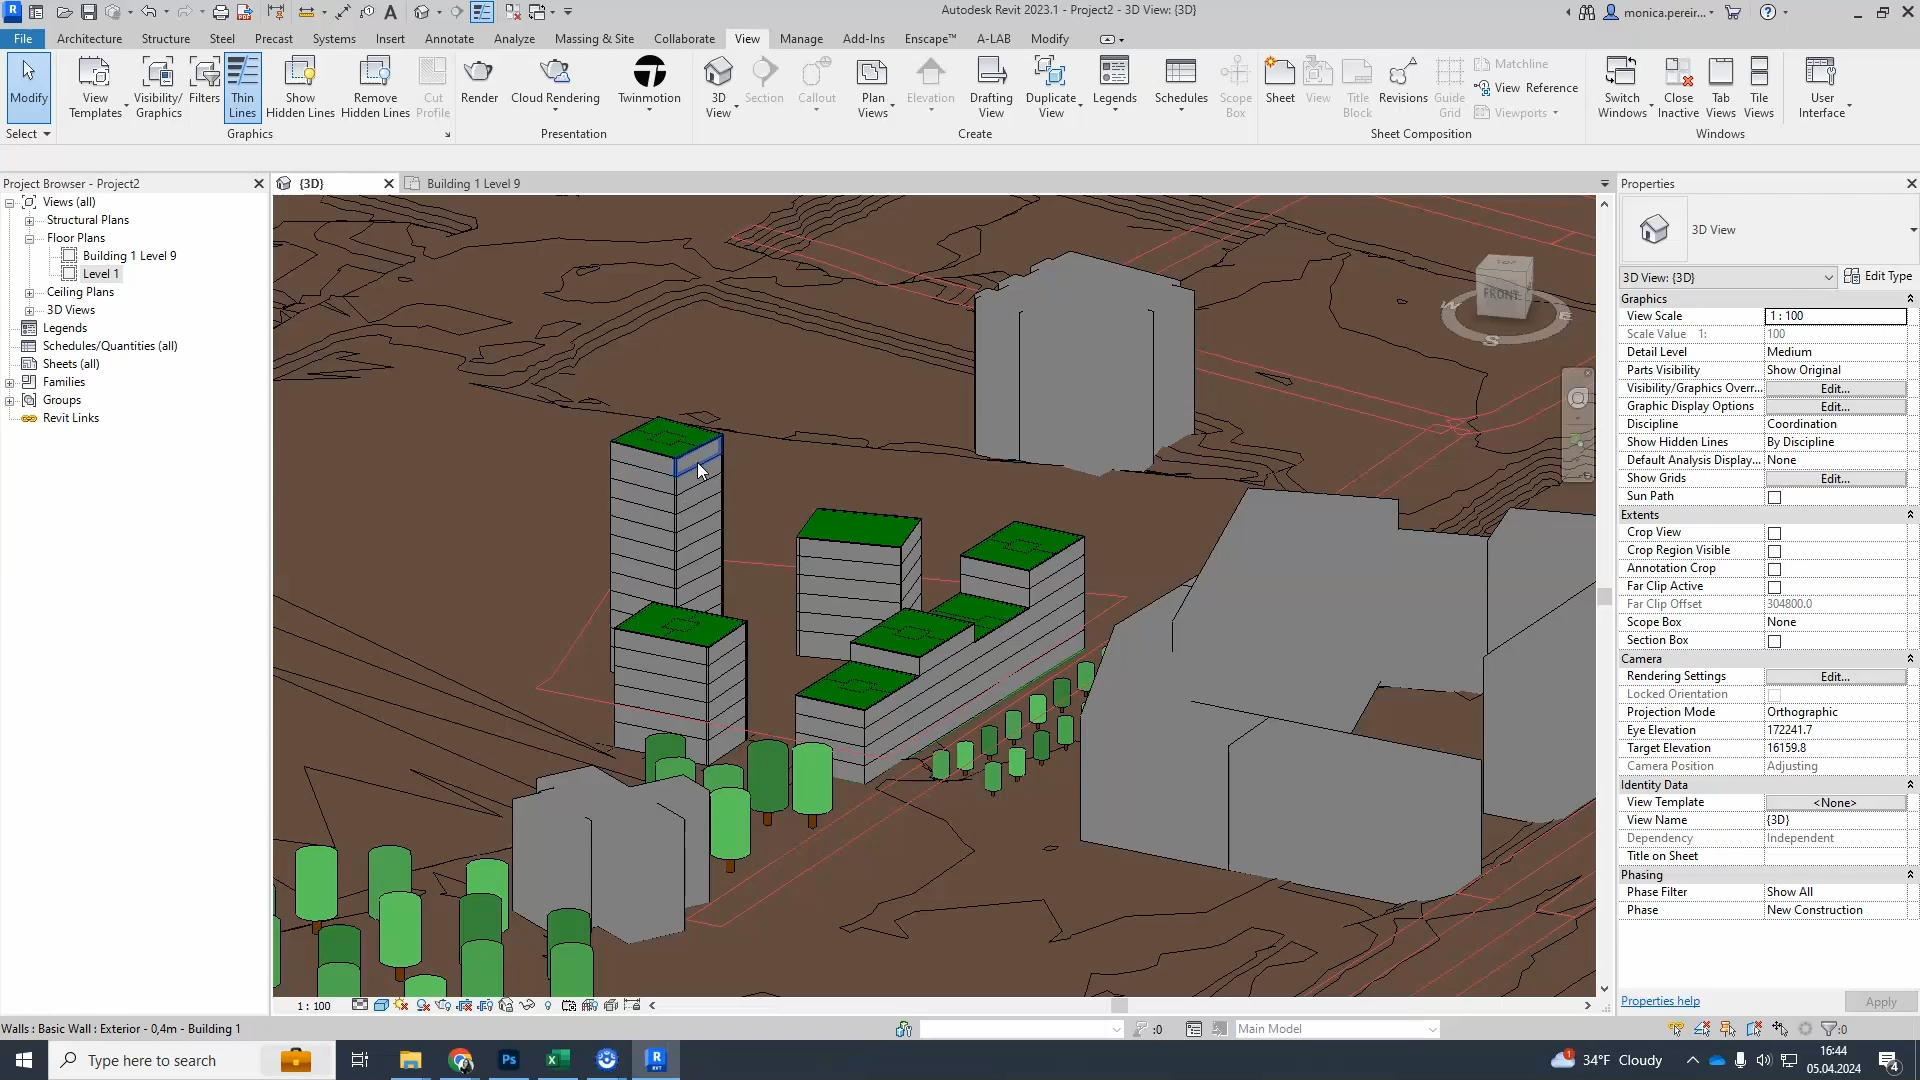 Autodesk Revit 2023.1 - Project2 - 3D View: {3D}
monica.pereir...
File
Architecture
Structure
Steel
Precast
Systems
Insert
Annotate
Analyze
Massing & Site
Collaborate
View
Manage
Add-Ins
Enscape™
A-LAB
Modify
Modify
View Templates
Visibility/ Graphics
Filters
Thin Lines
Show Hidden Lines
Remove Hidden Lines
Cut Profile
Render
Cloud Rendering
Twinmotion
3D View
Section
Callout
Plan Views
Elevation
Drafting View
Duplicate View
Legends
Schedules
Scope Box
Sheet
View
Title Block
Revisions
Guide Grid
Matchline
View Reference
Viewports
Switch Windows
Close Inactive
Tab Views
Tile Views
User Interface
Select
Graphics
Presentation
Create
Sheet Composition
Windows
Project Browser - Project2
Views (all)
Structural Plans
Floor Plans
Building 1 Level 9
Level 1
Ceiling Plans
3D Views
Legends
Schedules/Quantities (all)
Sheets (all)
Families
Groups
Revit Links
{3D}
Building 1 Level 9
TOP
FRONT
W
E
S
1 : 100
Properties
3D View
3D View: {3D}
Edit Type
Graphics
View Scale 1 : 100
Scale Value 1: 100
Detail Level Medium
Parts Visibility Show Original
Visibility/Graphics Overr... Edit...
Graphic Display Options Edit...
Discipline Coordination
Show Hidden Lines By Discipline
Default Analysis Display... None
Show Grids Edit...
Sun Path
Extents
Crop View
Crop Region Visible
Annotation Crop
Far Clip Active
Far Clip Offset 304800.0
Scope Box None
Section Box
Camera
Rendering Settings Edit...
Locked Orientation
Projection Mode Orthographic
Eye Elevation 172241.7
Target Elevation 16159.8
Camera Position Adjusting
Identity Data
View Template <None>
View Name {3D}
Dependency Independent
Title on Sheet
Phasing
Phase Filter Show All
Phase New Construction
Properties help
Apply
Walls : Basic Wall : Exterior - 0,4m - Building 1
:0
Main Model
:0
Type here to search
Ps
R
RVT
1
34°F Cloudy
16:44
05.04.2024
4